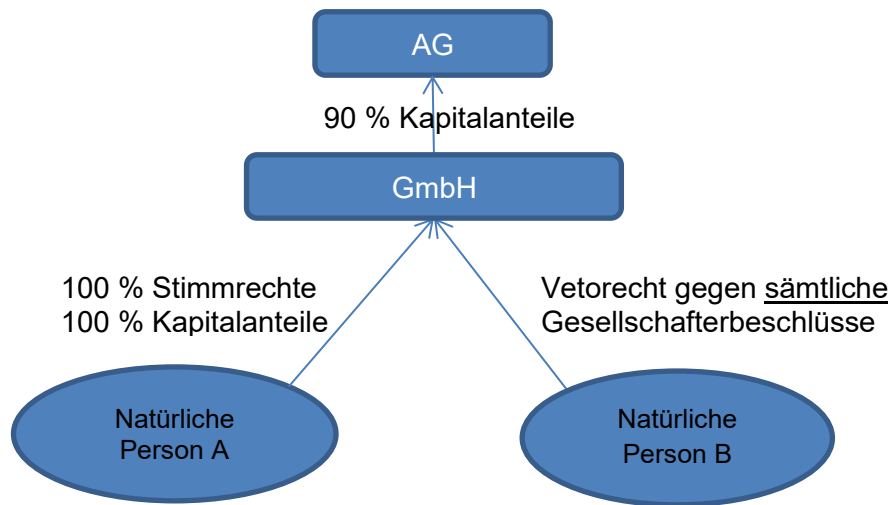 AG
90 % Kapitalanteile
GmbH
100 % Stimmrechte
100 % Kapitalanteile
Vetorecht gegen sämtliche
Gesellschafterbeschlüsse
Natürliche
Person A
Natürliche
Person B